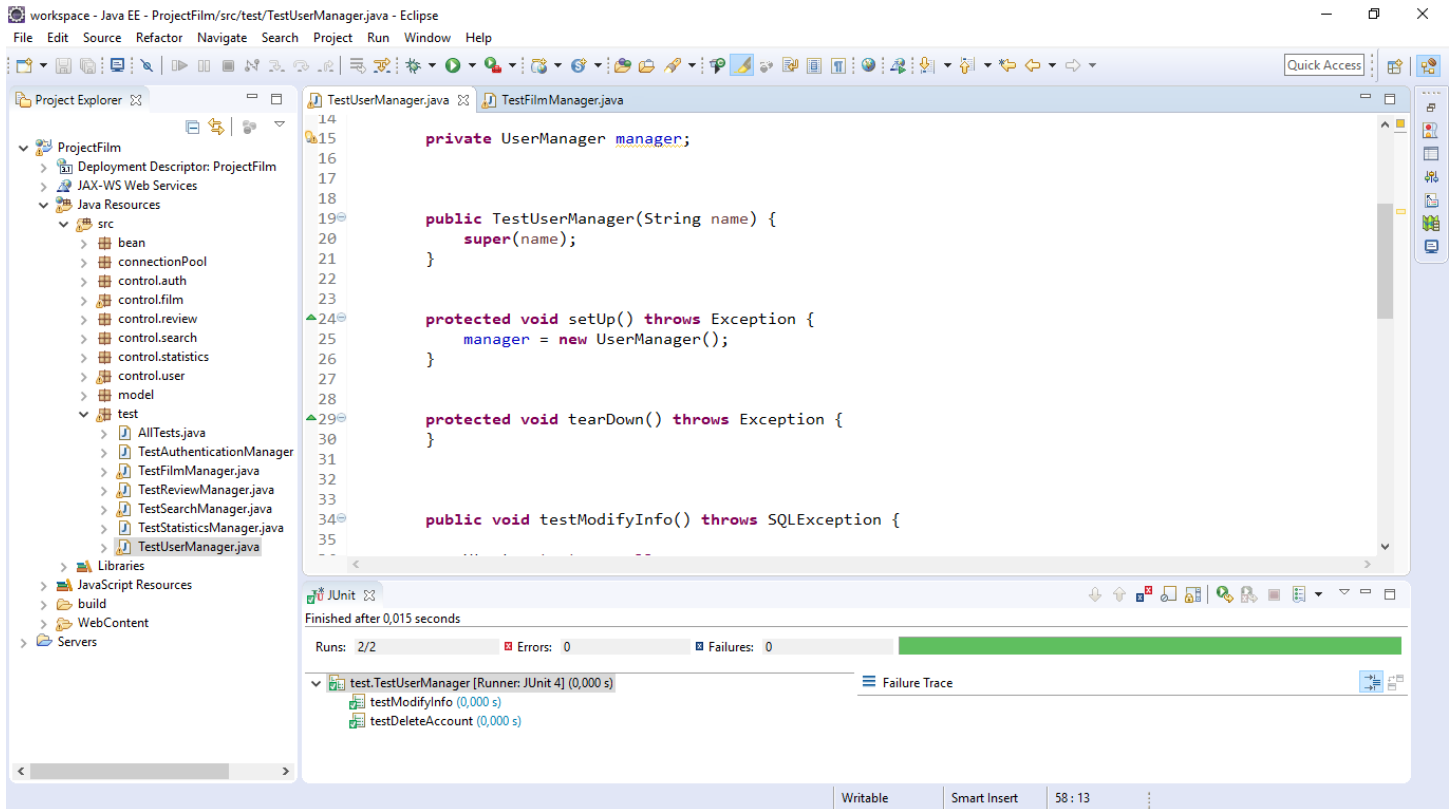 workspace - Java EE - ProjectFilm/src/test/TestUserManager.java - Eclipse
File Edit Source Refactor Navigate Search Project Run Window Help
Quick Access
Project Explorer
ProjectFilm
Deployment Descriptor: ProjectFilm
JAX-WS Web Services
Java Resources
src
bean
connectionPool
control.auth
control.film
control.review
control.search
control.statistics
control.user
model
test
AllTests.java
TestAuthenticationManager
TestFilmManager.java
TestReviewManager.java
TestSearchManager.java
TestStatisticsManager.java
TestUserManager.java
Libraries
JavaScript Resources
build
WebContent
Servers
TestUserManager.java TestFilmManager.java
14
15 private UserManager manager;
16
17
18
19 public TestUserManager(String name) {
20 super(name);
21 }
22
23
24 protected void setUp() throws Exception {
25 manager = new UserManager();
26 }
27
28
29 protected void tearDown() throws Exception {
30 }
31
32
33
34 public void testModifyInfo() throws SQLException {
35
JUnit
Finished after 0,015 seconds
Runs: 2/2 Errors: 0 Failures: 0
test.TestUserManager [Runner: JUnit 4] (0,000 s)
testModifyInfo (0,000 s)
testDeleteAccount (0,000 s)
Failure Trace
Writable Smart Insert 58 : 13